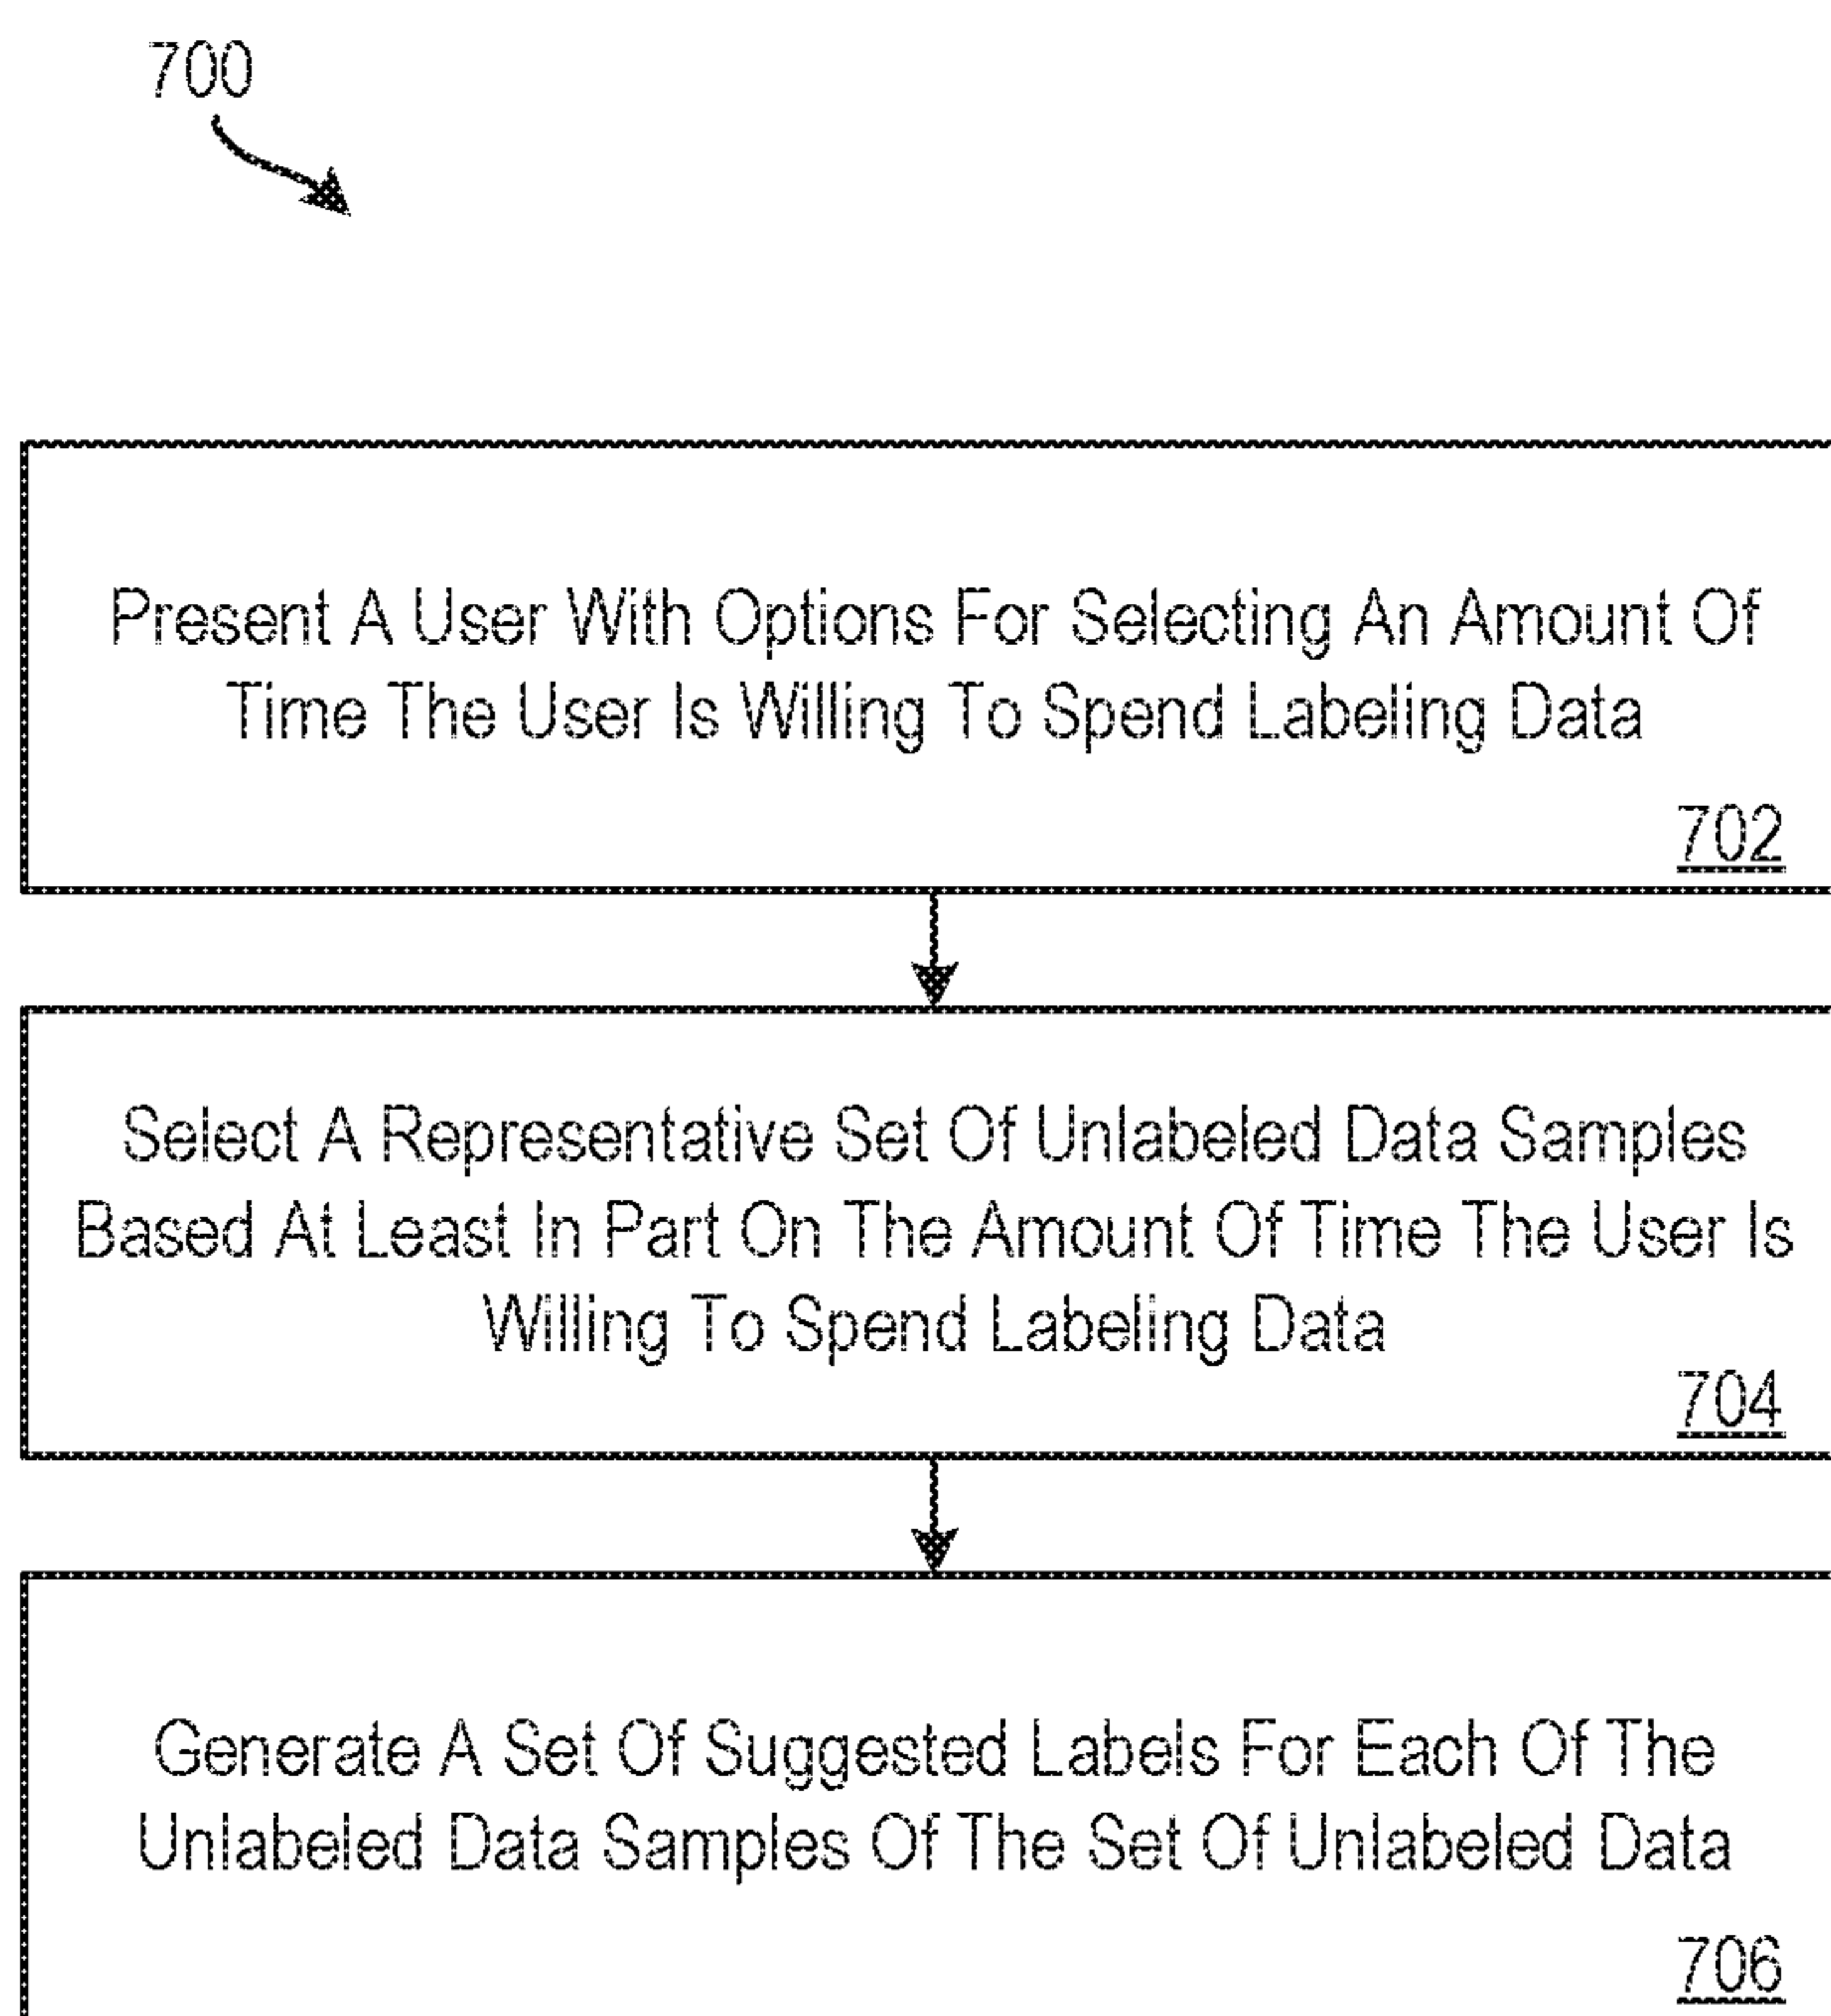 700
Present A User With Options For Selecting An Amount Of
Time The User Is Willing To Spend Labeling Data
702
Select A Representative Set Of Unlabeled Data Samples
Based At Least In Part On The Amount Of Time The User Is
Willing To Spend Labeling Data
704
Generate A Set Of Suggested Labels For Each Of The
Unlabeled Data Samples Of The Set Of Unlabeled Data
706